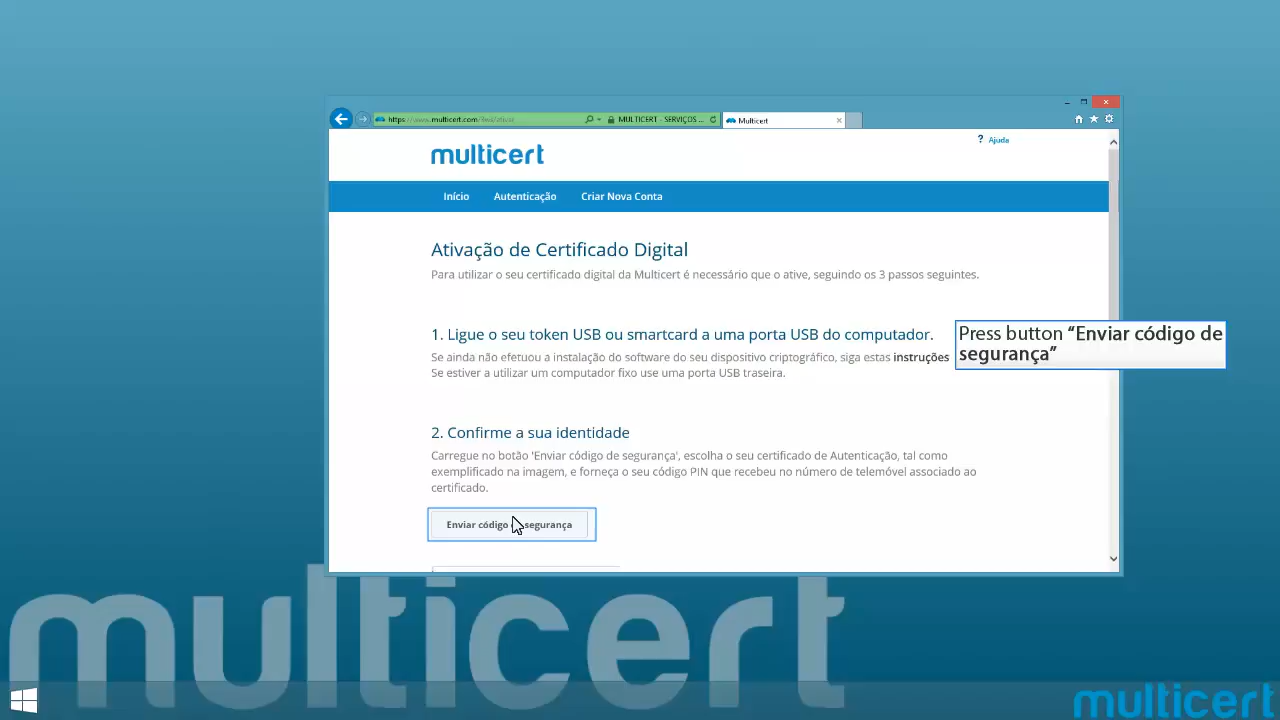 https://www.multicert.com
MULTICERT - SERVIÇOS ...
Multicert
? Ajuda
multicert
Início Autenticação Criar Nova Conta
Ativação de Certificado Digital
Para utilizar o seu certificado digital da Multicert é necessário que o ative, seguindo os 3 passos seguintes.
1. Ligue o seu token USB ou smartcard a uma porta USB do computador.
Se ainda não efetuou a instalação do software do seu dispositivo criptográfico, siga estas instruções
Se estiver a utilizar um computador fixo use uma porta USB traseira.
Press button “Enviar código de
segurança”
2. Confirme a sua identidade
Carregue no botão 'Enviar código de segurança', escolha o seu certificado de Autenticação, tal como
exemplificado na imagem, e forneça o seu código PIN que recebeu no número de telemóvel associado ao
certificado.
Enviar código segurança
multicert
multicert